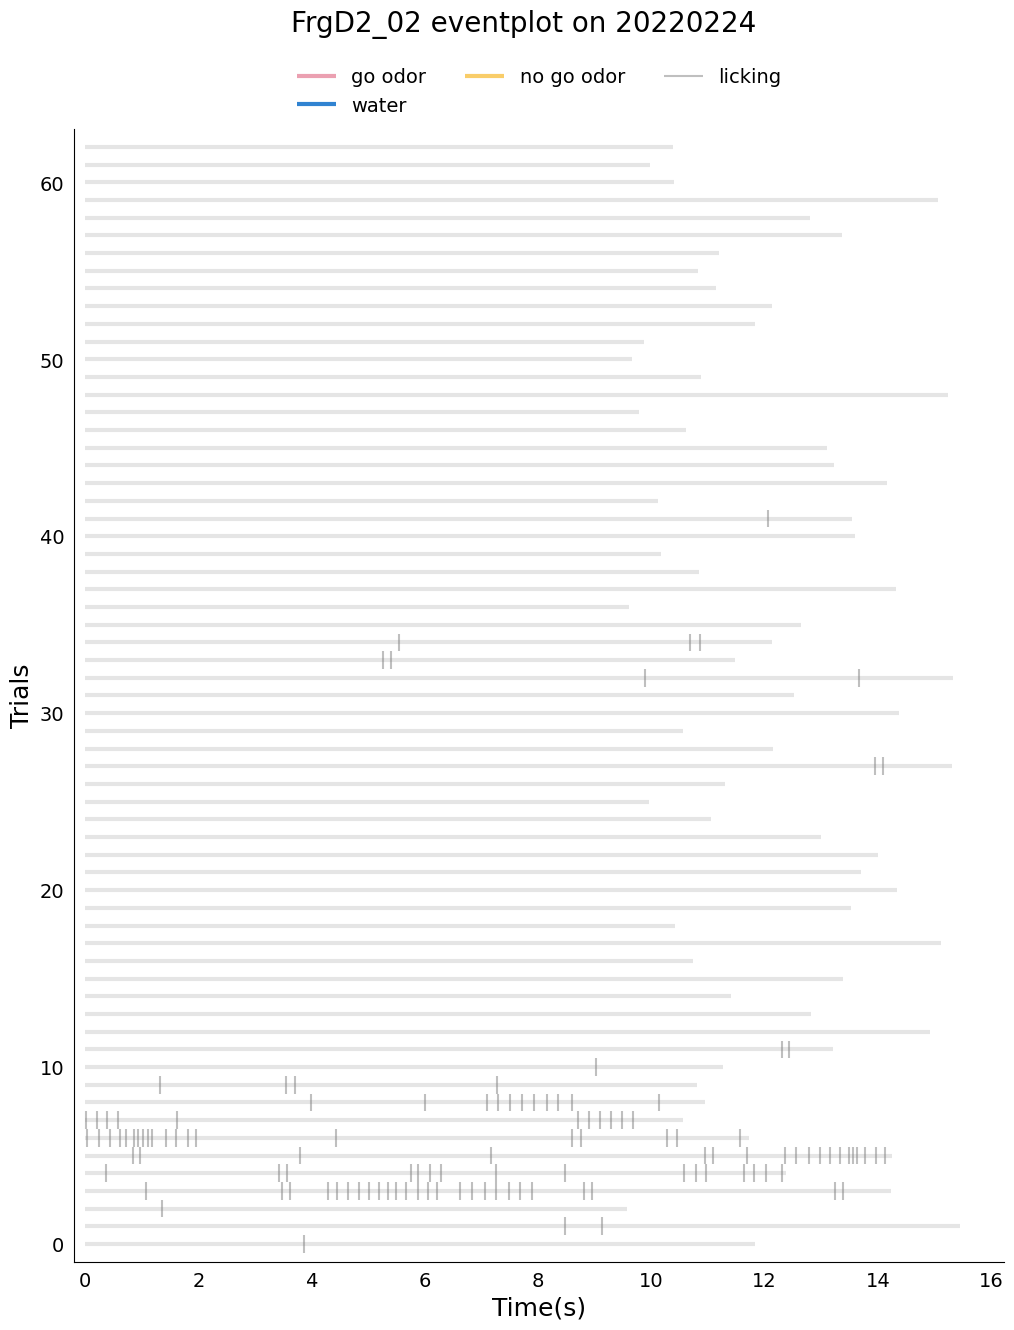 FrgD2_02 eventplot on 20220224
go odor
no go odor
licking
water
60
50
40
30
20
10
0
Trials
0 2 4 6 8 10 12 14 16
Time(s)